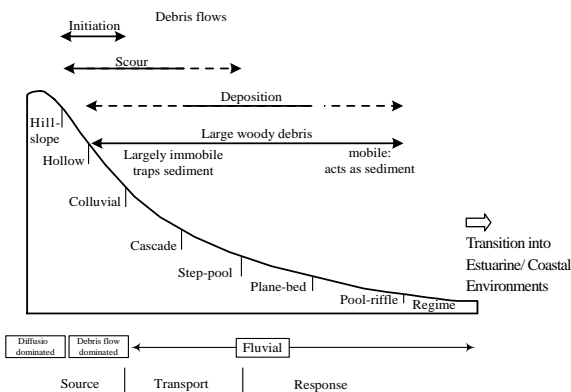 Debris flows
Initiation
Scour
Deposition
Large woody debris
Largely immobile
traps sediment
mobile:
acts as sediment
Hill-
slope
Hollow
Colluvial
Cascade
Step-pool
Plane-bed
Pool-riffle
Regime
Transition into
Estuarine/ Coastal
Environments
Diffusio
dominated
Debris flow
dominated
Fluvial
Source
Transport
Response